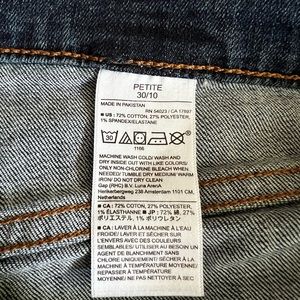 PETITE
30/10
MADE IN PAKISTAN
RN 54023 / CA 17897
■ US : 72% COTTON, 27% POLYESTER,
1% SPANDEX/ELASTANE
30
1166
MACHINE WASH COLD/ WASH AND
DRY INSIDE OUT WITH LIKE COLORS/
ONLY NON-CHLORINE BLEACH WHEN
NEEDED/ TUMBLE DRY MEDIUM/ WARM
IRON/ DO NOT DRY CLEAN
Gap (RHC) B.V. Luna ArenA
Herikerbergweg 238 Amsterdam 1101 CM,
Netherlands
■ CA : 72% COTTON, 27% POLYESTER,
1% ÉLASTHANNE ■ JP : 72% 綿, 27%
ポリエステル, 1% ポリウレタン
■ CA : LAVER À LA MACHINE À L'EAU
FROIDE/ LAVER ET SÉCHER SUR
L'ENVERS AVEC DES COULEURS
SEMBLABLES/ UTILISER AU BESOIN UN
AGENT DE BLANCHIMENT SANS
CHLORE/ SÉCHER À LA MACHINE À
TEMPÉRATURE MOYENNE/
REPASSER À TEMPÉRATURE
MOYENNE/ NE PAS NETTOYER À SEC